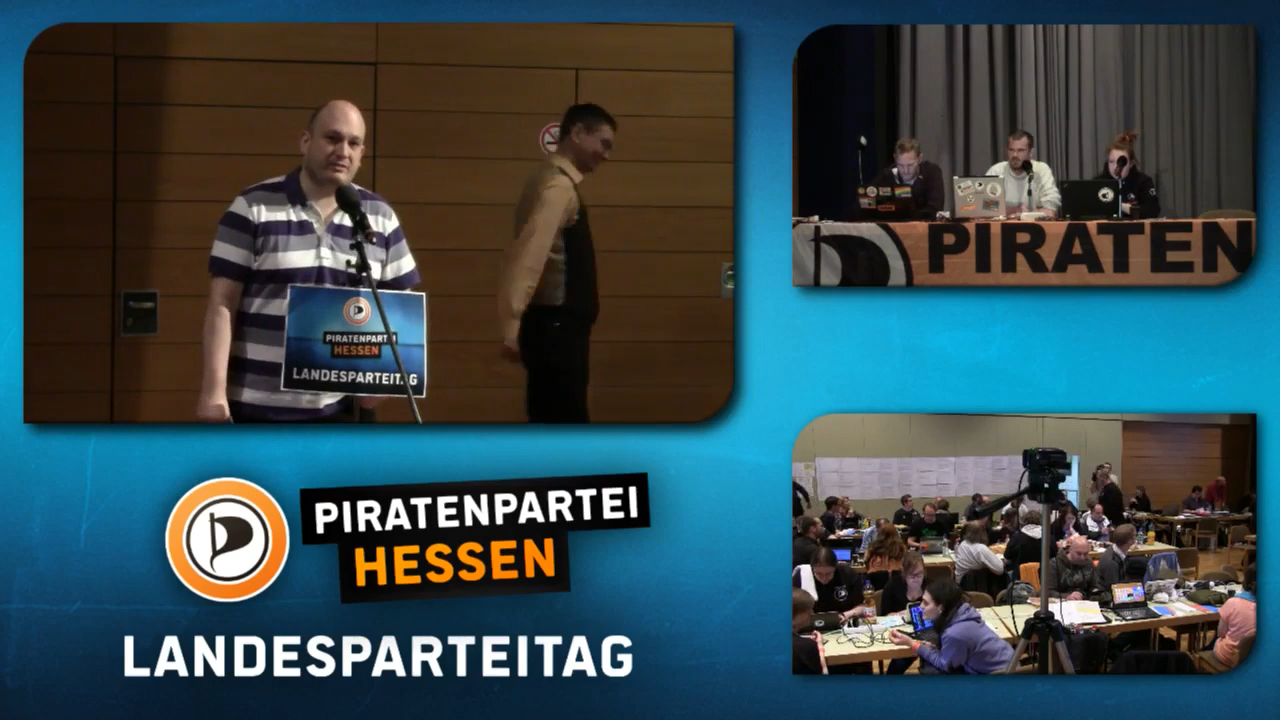 PIRATENPARTEI
HESSEN
LANDESPARTEITAG
PIRATEN
PIRATENPARTEI
HESSEN
LANDESPARTEITAG